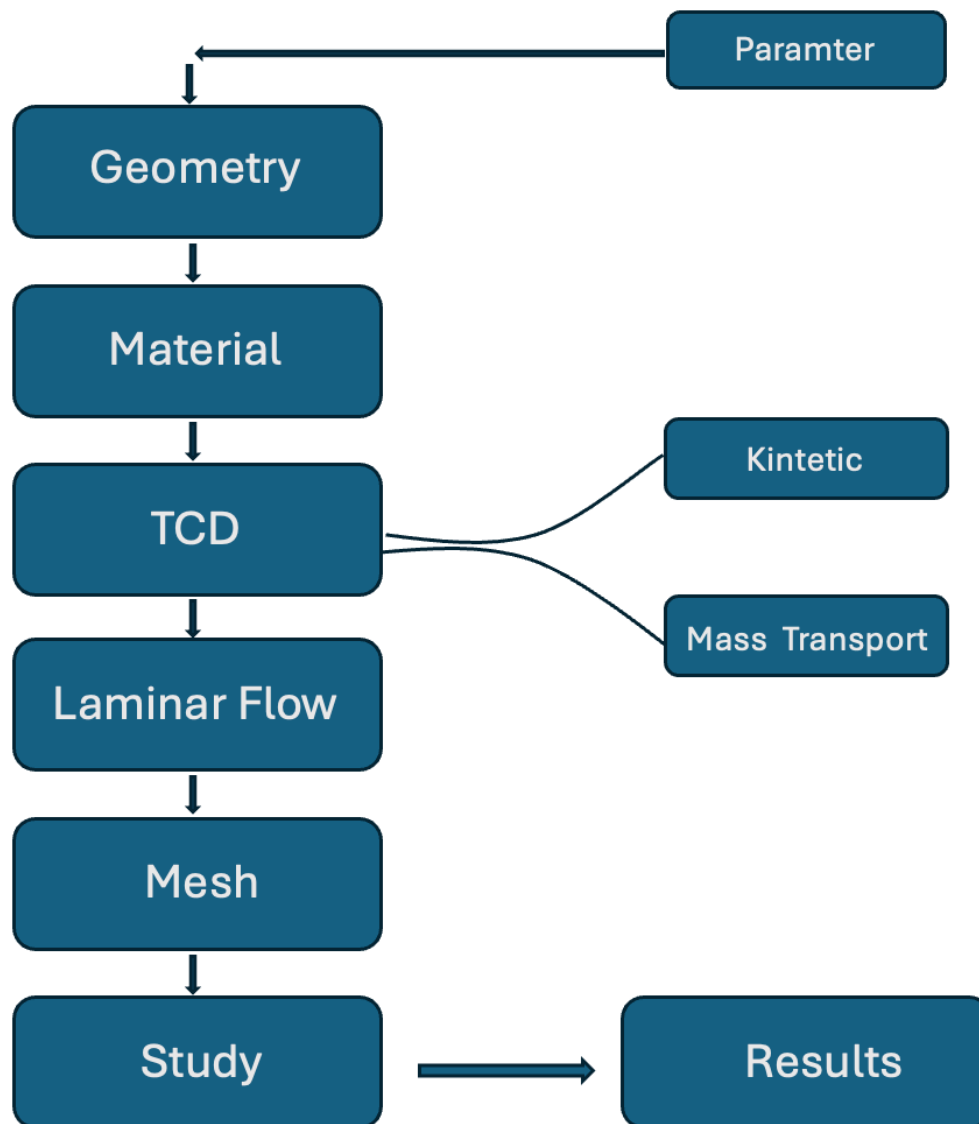 Paramter
Geometry
Material
TCD
Kintetic
Mass Transport
Laminar Flow
Mesh
Study
Results